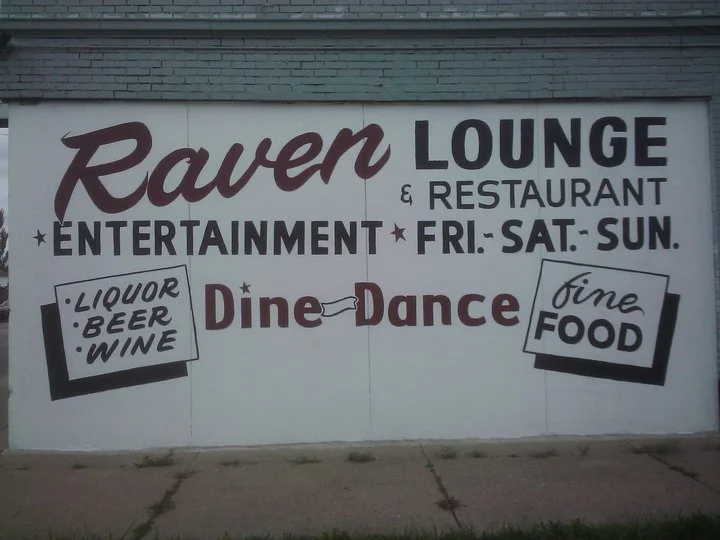 Raven LOUNGE
& RESTAURANT
★ENTERTAINMENT★FRI.-SAT.-SUN.
·LIQUOR
·BEER
·WINE
Dine Dance
fine
FOOD